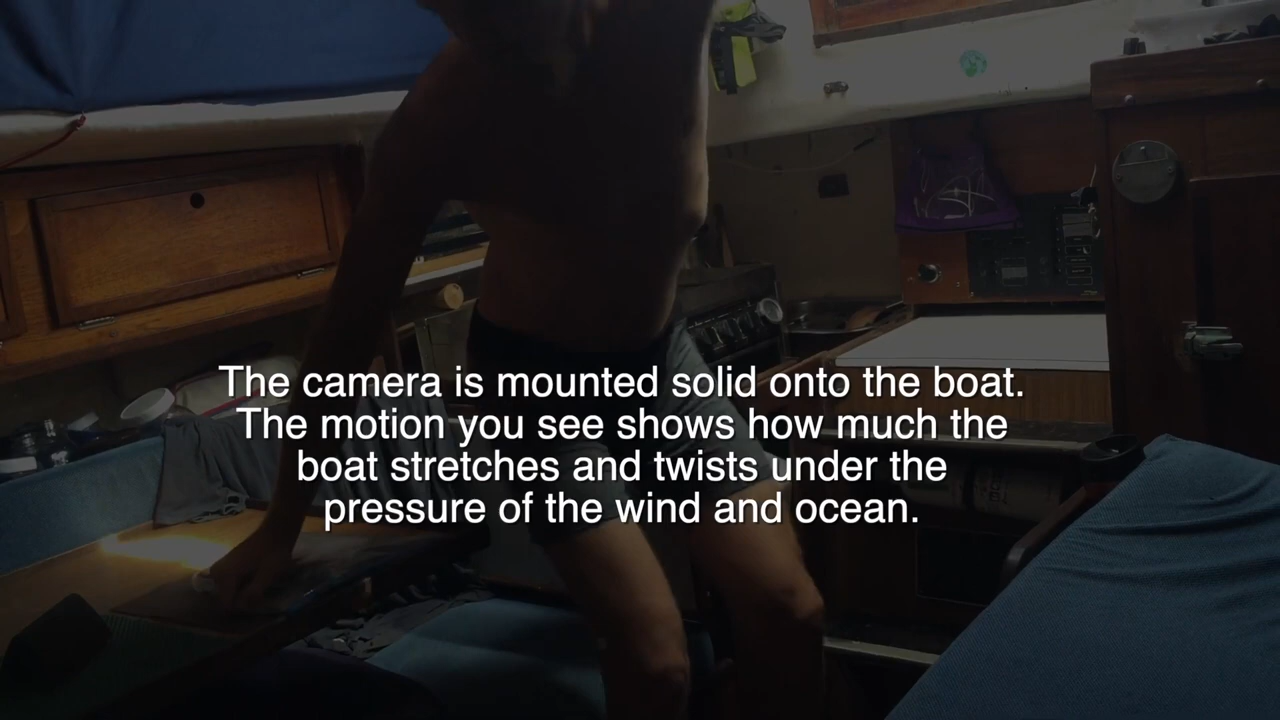 The camera is mounted solid onto the boat.
The motion you see shows how much the
boat stretches and twists under the
pressure of the wind and ocean.